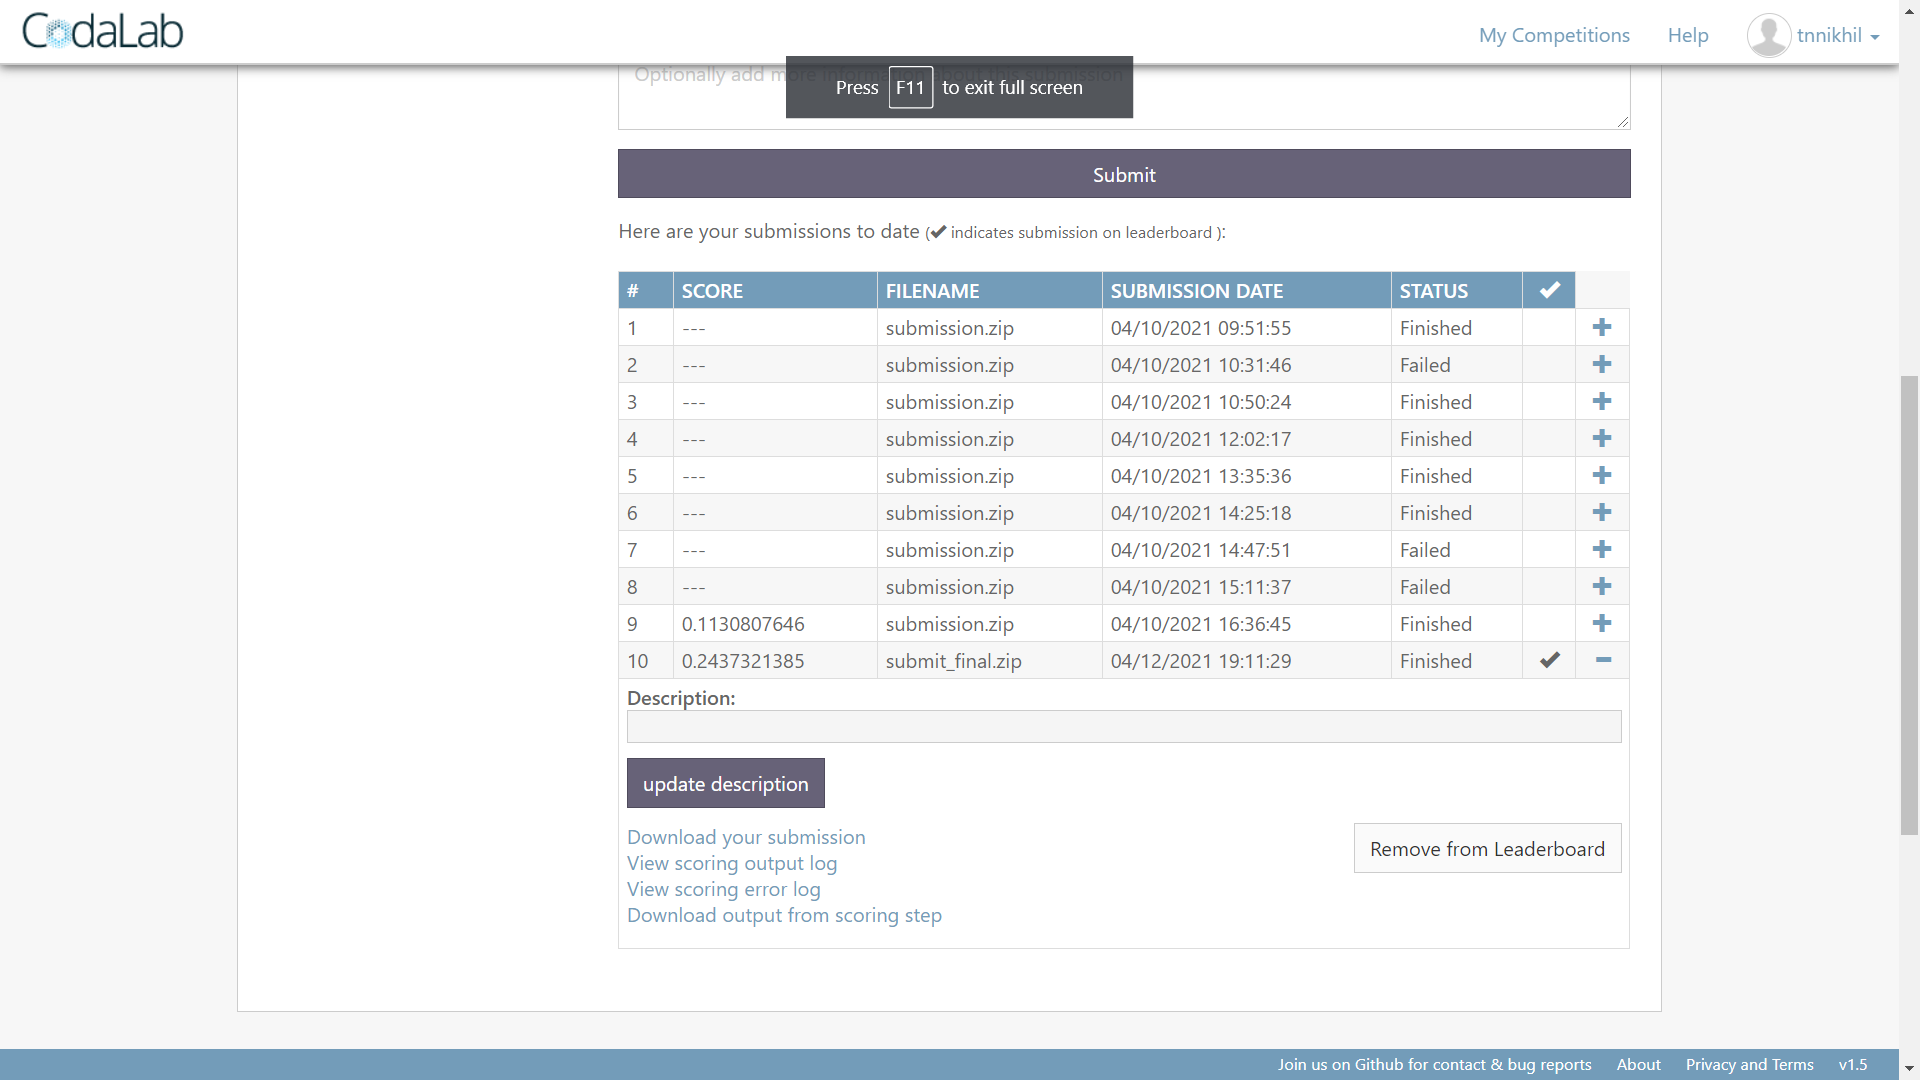 CodaLab
My Competitions Help tnnikhil
Optionally add more information about this submission
Press F11 to exit full screen
Submit
Here are your submissions to date (✔ indicates submission on leaderboard ):
# SCORE FILENAME SUBMISSION DATE STATUS ✔
1 --- submission.zip 04/10/2021 09:51:55 Finished
2 --- submission.zip 04/10/2021 10:31:46 Failed
3 --- submission.zip 04/10/2021 10:50:24 Finished
4 --- submission.zip 04/10/2021 12:02:17 Finished
5 --- submission.zip 04/10/2021 13:35:36 Finished
6 --- submission.zip 04/10/2021 14:25:18 Finished
7 --- submission.zip 04/10/2021 14:47:51 Failed
8 --- submission.zip 04/10/2021 15:11:37 Failed
9 0.1130807646 submission.zip 04/10/2021 16:36:45 Finished
10 0.2437321385 submit_final.zip 04/12/2021 19:11:29 Finished ✔
Description:
update description
Download your submission
View scoring output log
Remove from Leaderboard
View scoring error log
Download output from scoring step
Join us on Github for contact & bug reports About Privacy and Terms v1.5